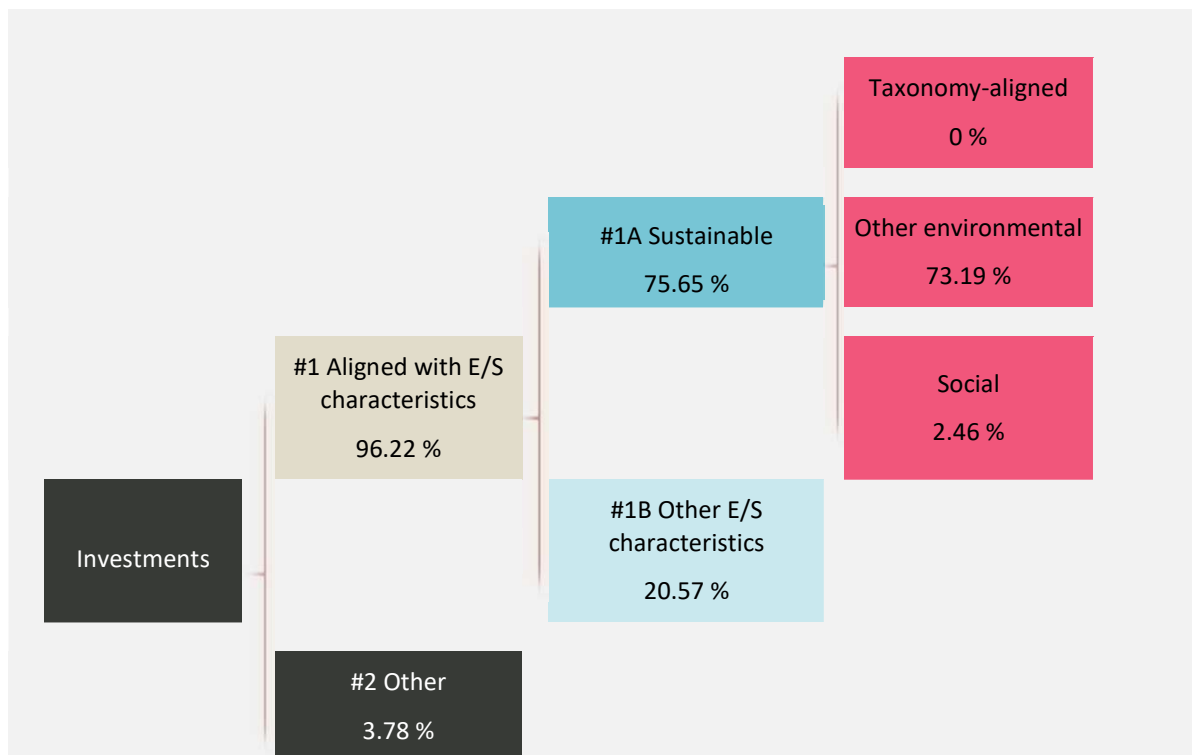 Taxonomy-aligned
0 %
Other environmental
73.19 %
Social
2.46 %
#1A Sustainable
75.65 %
#1B Other E/S
characteristics
20.57 %
#1 Aligned with E/S
characteristics
96.22 %
Investments
#2 Other
3.78 %